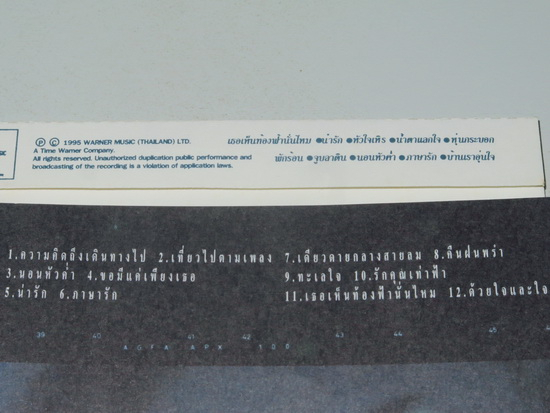 Ⓟ Ⓒ 1995 WARNER MUSIC (THAILAND) LTD.
A Time Warner Company.
All rights reserved. Unauthorized duplication public performance and
broadcasting of the recording is a violation of application laws.
เธอเห็นท้องฟ้านั่นไหม ●น่ารัก ●หัวใจเหิร ●น้ำตาแลกใจ ●หุ่นกระบอก
พักร้อน ●จูบลาดิน ●นอนหัวค่ำ ●ภาษารัก ●บ้านเราอุ่นใจ
1.ความคิดถึงเดินทางไป 2.เที่ยวไปตามเพลง
3.นอนหัวค่ำ 4.ขอมีแค่เพียงเธอ
5.น่ารัก 6.ภาษารัก
7.เดียวดายกลางสายลม 8.คืนฝนพรำ
9.ทะเลใจ 10.รักคุณเท่าฟ้า
11.เธอเห็นท้องฟ้านั่นไหม 12.ด้วยใจและใจ
39 40 41 42 43 44 45
AGFA APX 100